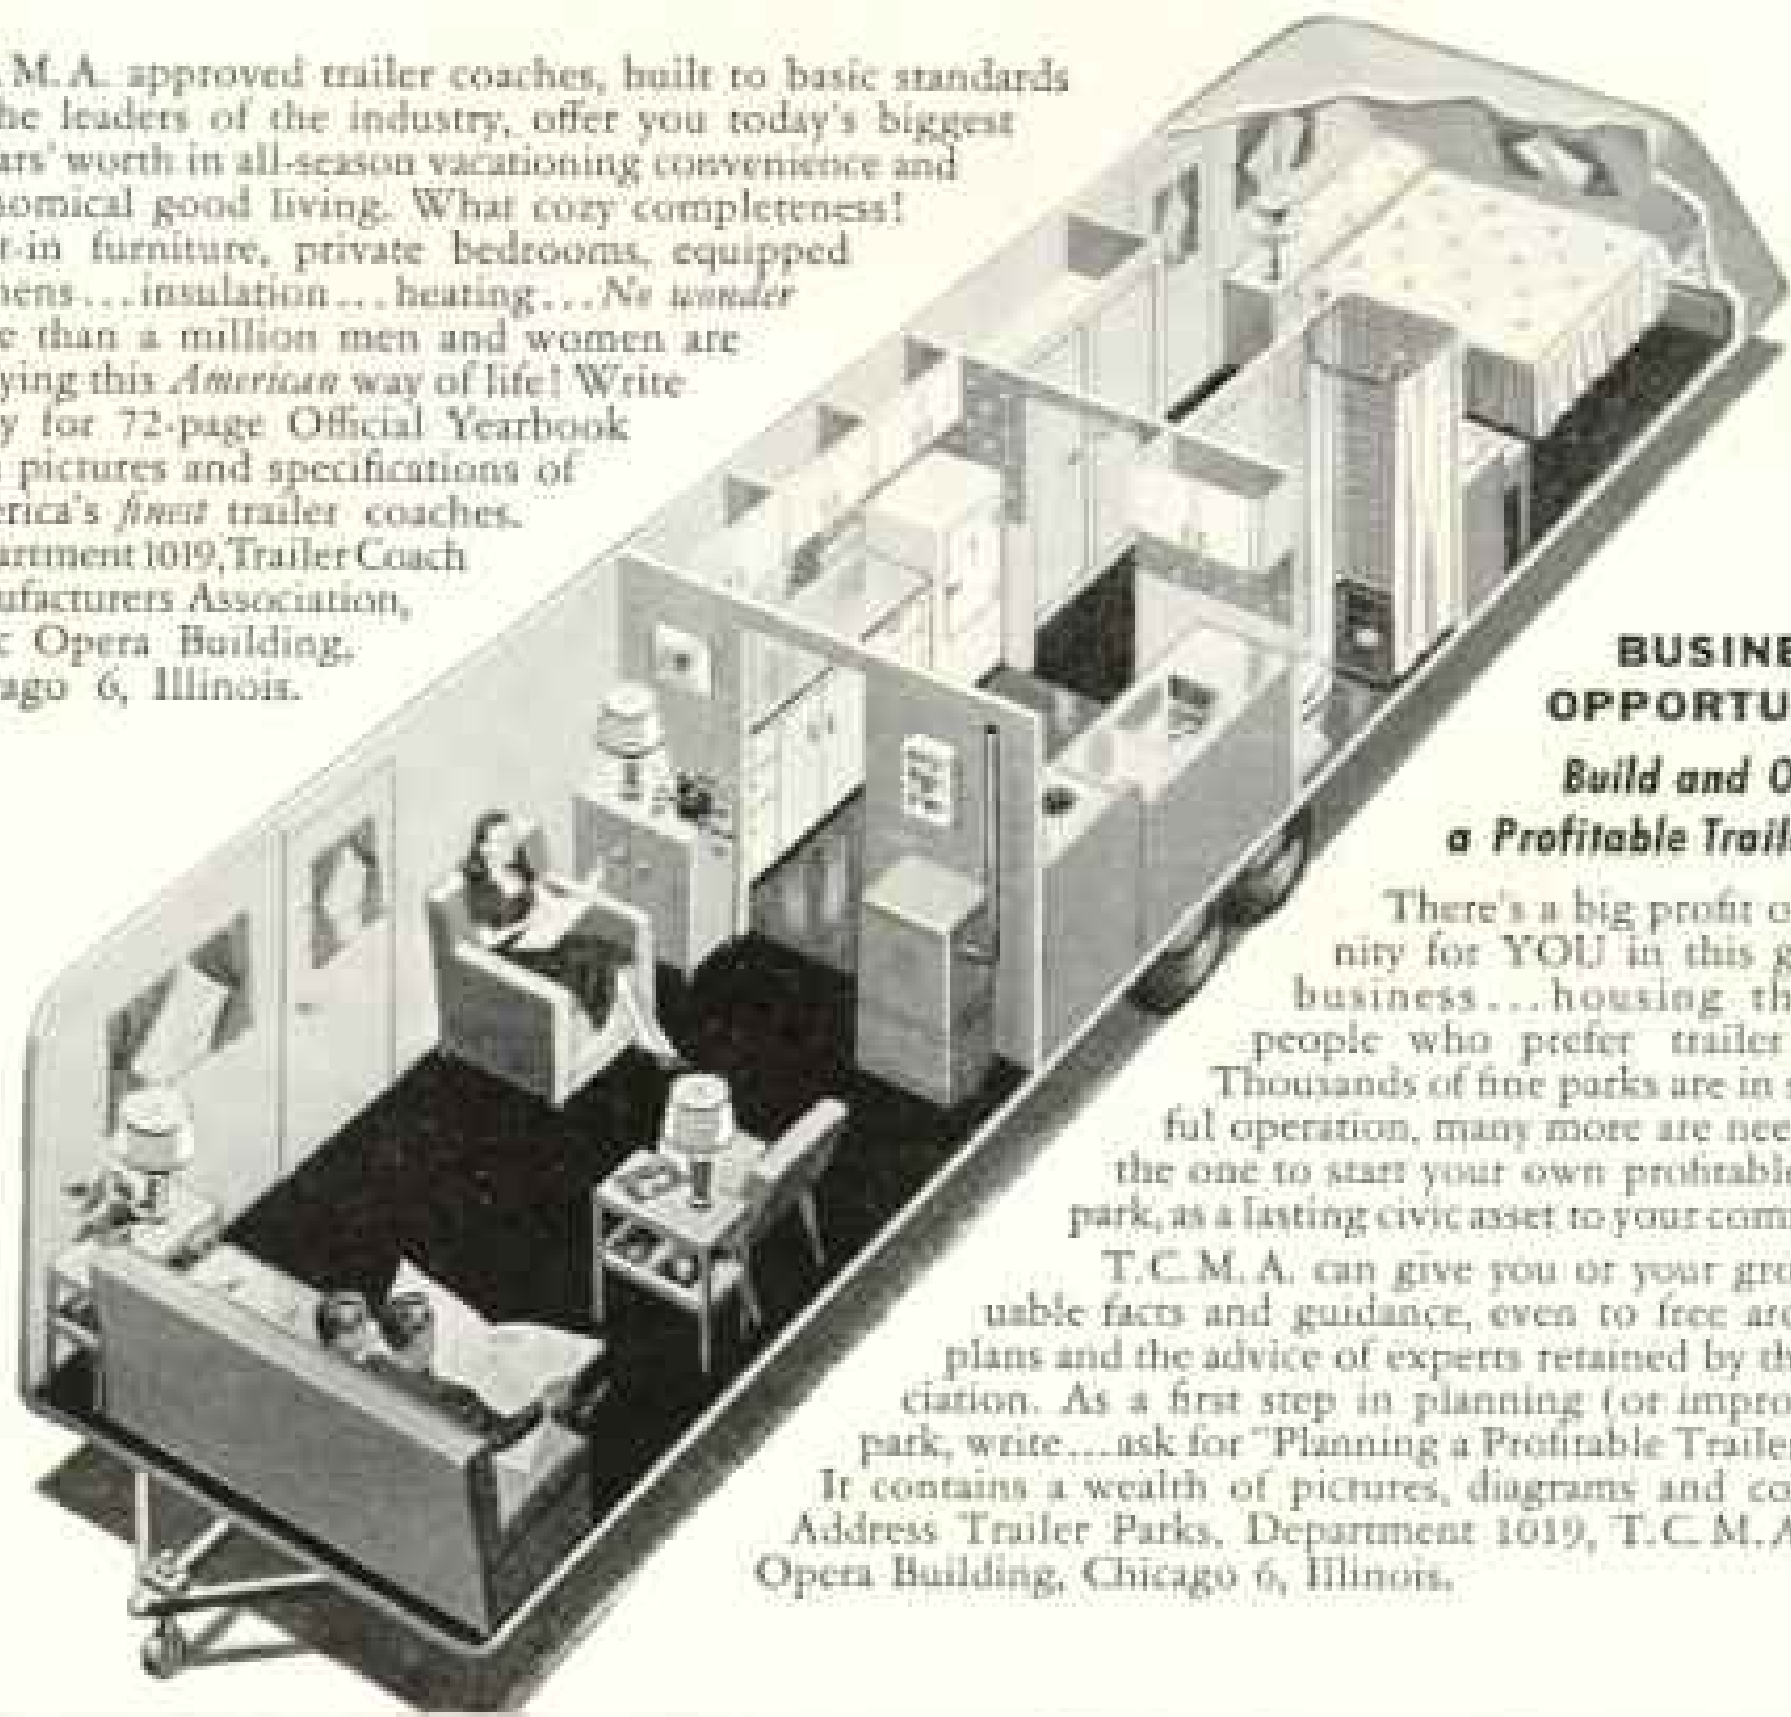 .M.A. approved trailer coaches, built to basic standards
he leaders of the industry, offer you today's biggest
ars' worth in all-season vacationing convenience and
nomical good living. What cozy completeness!
t-in furniture, private bedrooms, equipped
hens...insulation...heating...No wonder
e than a million men and women are
ying this American way of life! Write
y for 72-page Official Yearbook
pictures and specifications of
erica's finest trailer coaches.
artment 1019, Trailer Coach
ufacturers Association,
c Opera Building,
ago 6, Illinois.
BUSINE
OPPORTU
Build and O
a Profitable Trail
There's a big profit o
nity for YOU in this g
business...housing th
people who prefer trailer
Thousands of fine parks are in
ful operation, many more are nee
the one to start your own profitabl
park, as a lasting civic asset to your com
T.C.M.A. can give you or your gro
uable facts and guidance, even to free arc
plans and the advice of experts retained by th
ciation. As a first step in planning (or impro
park, write...ask for "Planning a Profitable Traile
It contains a wealth of pictures, diagrams and co
Address Trailer Parks, Department 1019, T.C.M.A
Opera Building, Chicago 6, Illinois.